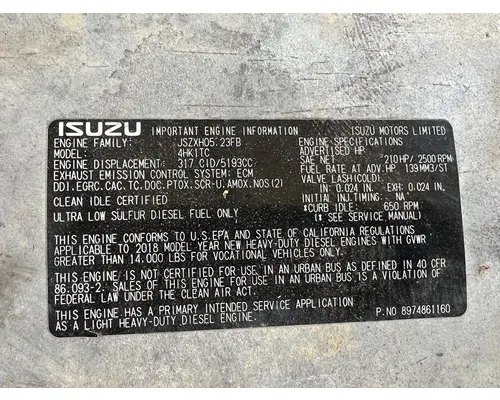 ISUZU IMPORTANT ENGINE INFORMATION ISUZU MOTORS LIMITED
ENGINE FAMILY: JSZXH05.23FB ENGINE SPECIFICATIONS
MODEL: 4HK1TC ADVERTISED HP
ENGINE DISPLACEMENT: 317 CID/5193CC SAE NET : 210 HP/ 2500 RPM
EXHAUST EMISSION CONTROL SYSTEM: ECM FUEL RATE AT ADV.HP 139 MM3/ST
DDI.EGRC.CAC.TC.DOC.PTOX.SCR-U.AMOX.NOS(2) VALVE LASH(COLD).
IN: 0.024 IN. EXH: 0.024 IN.
CLEAN IDLE CERTIFIED INITIAL INJ. TIMING: NA.
*CURB IDLE: 650 RPM
ULTRA LOW SULFUR DIESEL FUEL ONLY (* SEE SERVICE MANUAL)
THIS ENGINE CONFORMS TO U.S.EPA AND STATE OF CALIFORNIA REGULATIONS
APPLICABLE TO 2018 MODEL YEAR NEW HEAVY-DUTY DIESEL ENGINES WITH GVWR
GREATER THAN 14,000 LBS FOR VOCATIONAL VEHICLES ONLY.
THIS ENGINE IS NOT CERTIFIED FOR USE IN AN URBAN BUS AS DEFINED IN 40 CFR
86.093-2. SALES OF THIS ENGINE FOR USE IN AN URBAN BUS IS A VIOLATION OF
FEDERAL LAW UNDER THE CLEAN AIR ACT.
THIS ENGINE HAS A PRIMARY INTENDED SERVICE APPLICATION
AS A LIGHT HEAVY-DUTY DIESEL ENGINE. P.NO 8974861160